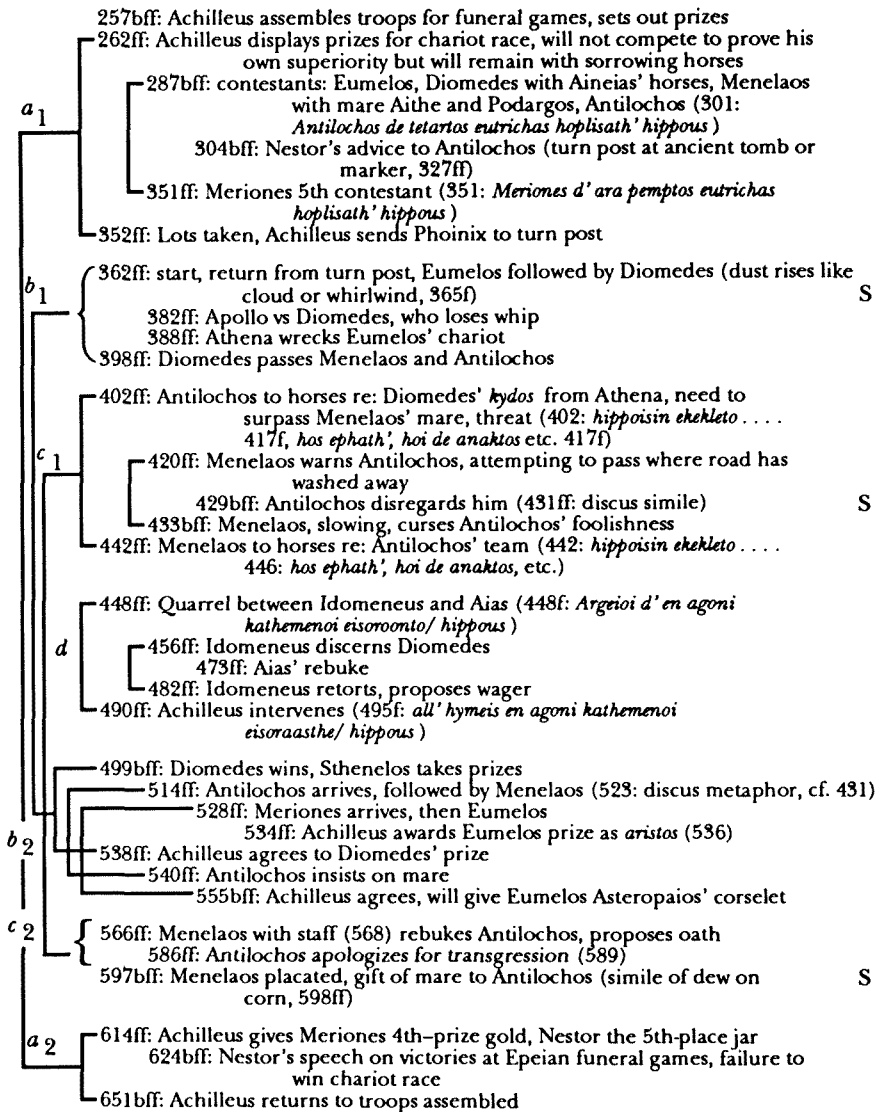 257bff: Achilleus assembles troops for funeral games, sets out prizes
262ff: Achilleus displays prizes for chariot race, will not compete to prove his
own superiority but will remain with sorrowing horses
287bff: contestants: Eumelos, Diomedes with Aineias' horses, Menelaos
a1
with mare Aithe and Podargos, Antilochos (301:
Antilochos de tetartos eutrichas hoplisath' hippous)
304bff: Nestor's advice to Antilochos (turn post at ancient tomb or
marker, 327ff)
351ff: Meriones 5th contestant (351: Meriones d' ara pemptos eutrichas
hoplisath' hippous)
352ff: Lots taken, Achilleus sends Phoinix to turn post
362ff: start, return from turn post, Eumelos followed by Diomedes (dust rises like
b1
cloud or whirlwind, 365f) S
382ff: Apollo vs Diomedes, who loses whip
388ff: Athena wrecks Eumelos' chariot
398ff: Diomedes passes Menelaos and Antilochos
402ff: Antilochos to horses re: Diomedes' kydos from Athena, need to
surpass Menelaos' mare, threat (402: hippoisin ekekleto . . . .
417f, hos ephath', hoi de anaktos etc. 417f)
c1
420ff: Menelaos warns Antilochos, attempting to pass where road has
washed away
429bff: Antilochos disregards him (431ff: discus simile) S
433bff: Menelaos, slowing, curses Antilochos' foolishness
442ff: Menelaos to horses re: Antilochos' team (442: hippoisin ekekleto . . . .
446: hos ephath', hoi de anaktos, etc.)
448ff: Quarrel between Idomeneus and Aias (448f: Argeioi d' en agoni
kathemenoi eisoroonto/ hippous)
d
456ff: Idomeneus discerns Diomedes
473ff: Aias' rebuke
482ff: Idomeneus retorts, proposes wager
490ff: Achilleus intervenes (495f: all' hymeis en agoni kathemenoi
eisoraasthe/ hippous)
499bff: Diomedes wins, Sthenelos takes prizes
514ff: Antilochos arrives, followed by Menelaos (523: discus metaphor, cf. 431)
528ff: Meriones arrives, then Eumelos
534ff: Achilleus awards Eumelos prize as aristos (536)
b2
538ff: Achilleus agrees to Diomedes' prize
540ff: Antilochos insists on mare
555bff: Achilleus agrees, will give Eumelos Asteropaios' corselet
c2
566ff: Menelaos with staff (568) rebukes Antilochos, proposes oath
586ff: Antilochos apologizes for transgression (589)
597bff: Menelaos placated, gift of mare to Antilochos (simile of dew on S
corn, 598ff)
a2
614ff: Achilleus gives Meriones 4th-prize gold, Nestor the 5th-place jar
624bff: Nestor's speech on victories at Epeian funeral games, failure to
win chariot race
651bff: Achilleus returns to troops assembled